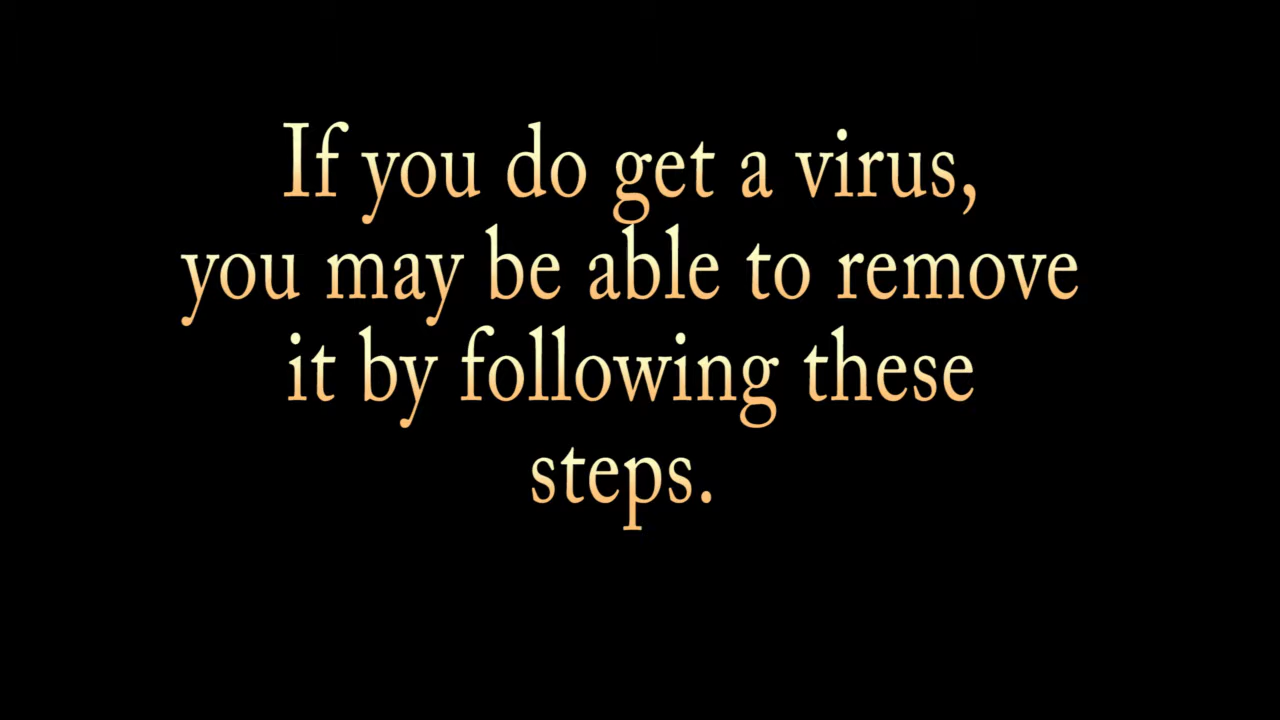 If you do get a virus,
you may be able to remove
it by following these
steps.